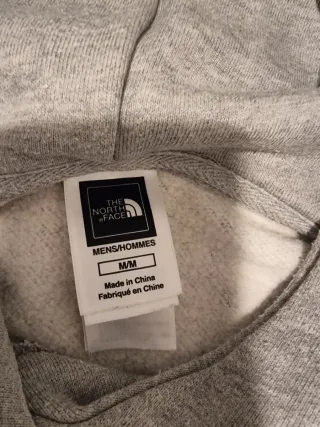 THE
NORTH
FACE
MENS/HOMMES
M/M
Made in China
Fabriqué en Chine